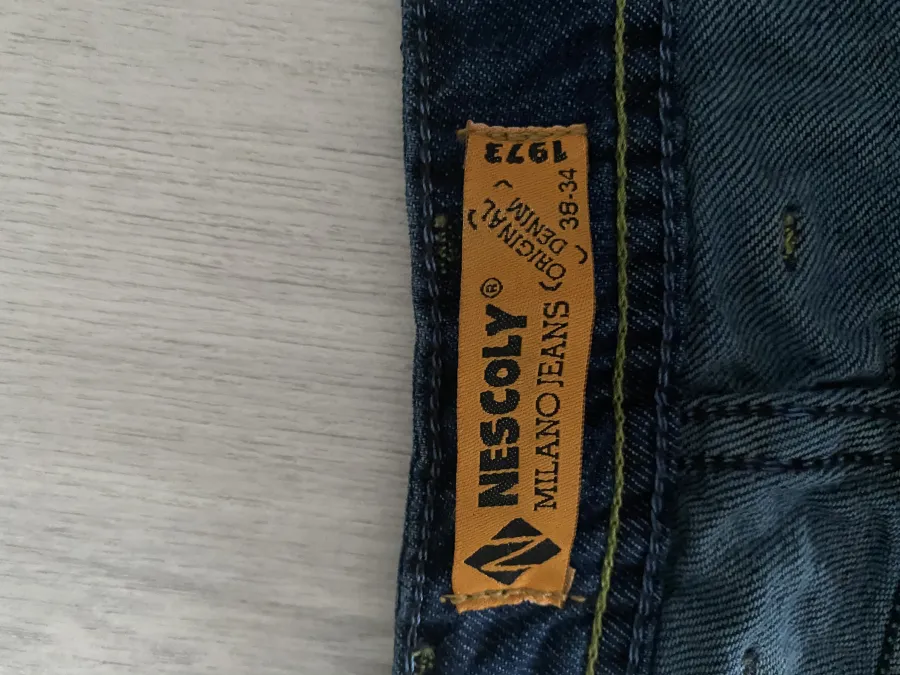 NESCOLY®
MILANO JEANS
(ORIGINAL)
(DENIM)
38-34
1973